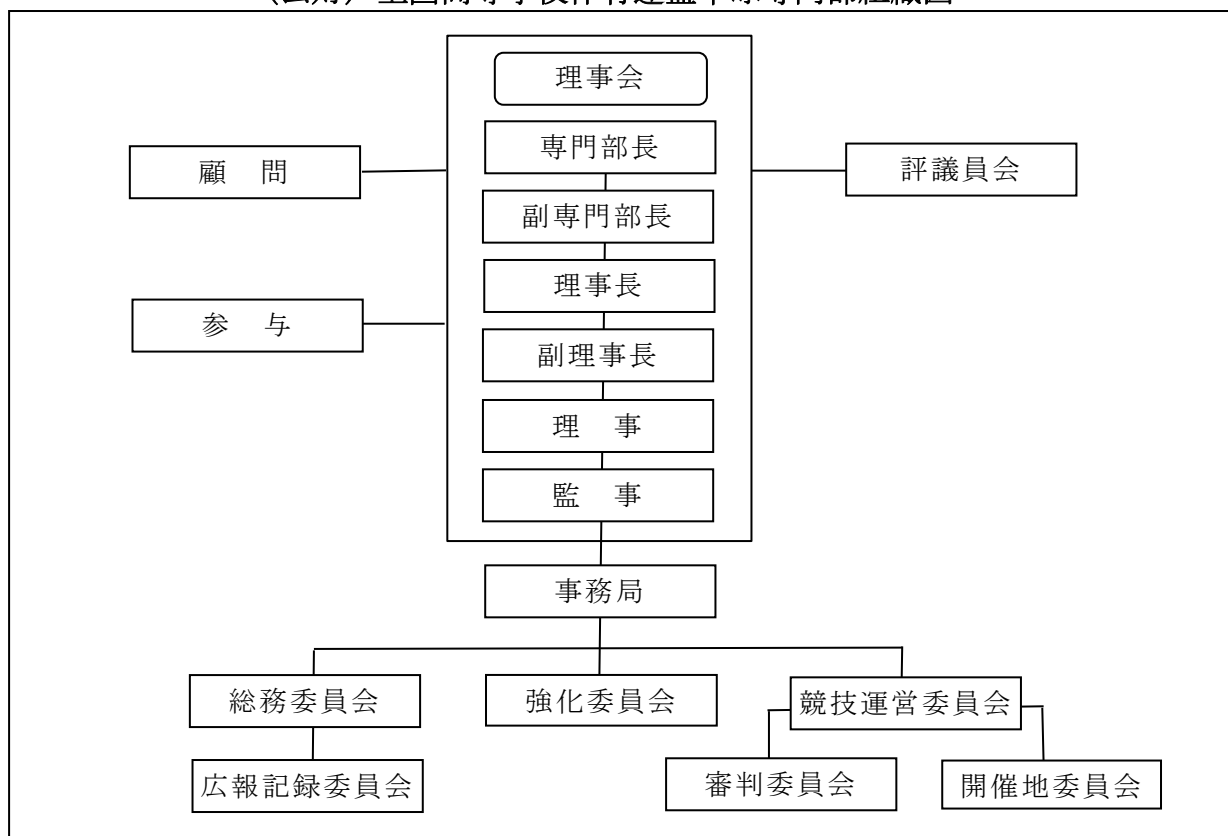 理事会
専門部長
顧 問
評議員会
副専門部長
理事長
参 与
副理事長
理 事
監 事
事務局
総務委員会
強化委員会
競技運営委員会
広報記録委員会
審判委員会
開催地委員会